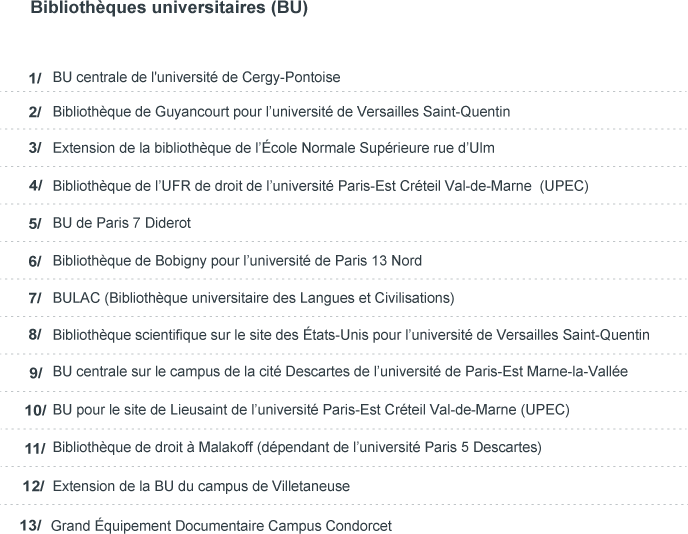 Bibliothèques universitaires (BU)
1/ BU centrale de l'université de Cergy-Pontoise
2/ Bibliothèque de Guyancourt pour l’université de Versailles Saint-Quentin
3/ Extension de la bibliothèque de l’École Normale Supérieure rue d’Ulm
4/ Bibliothèque de l’UFR de droit de l’université Paris-Est Créteil Val-de-Marne (UPEC)
5/ BU de Paris 7 Diderot
6/ Bibliothèque de Bobigny pour l’université de Paris 13 Nord
7/ BULAC (Bibliothèque universitaire des Langues et Civilisations)
8/ Bibliothèque scientifique sur le site des États-Unis pour l’université de Versailles Saint-Quentin
9/ BU centrale sur le campus de la cité Descartes de l’université de Paris-Est Marne-la-Vallée
10/ BU pour le site de Lieusaint de l’université Paris-Est Créteil Val-de-Marne (UPEC)
11/ Bibliothèque de droit à Malakoff (dépendant de l’université Paris 5 Descartes)
12/ Extension de la BU du campus de Villetaneuse
13/ Grand Équipement Documentaire Campus Condorcet